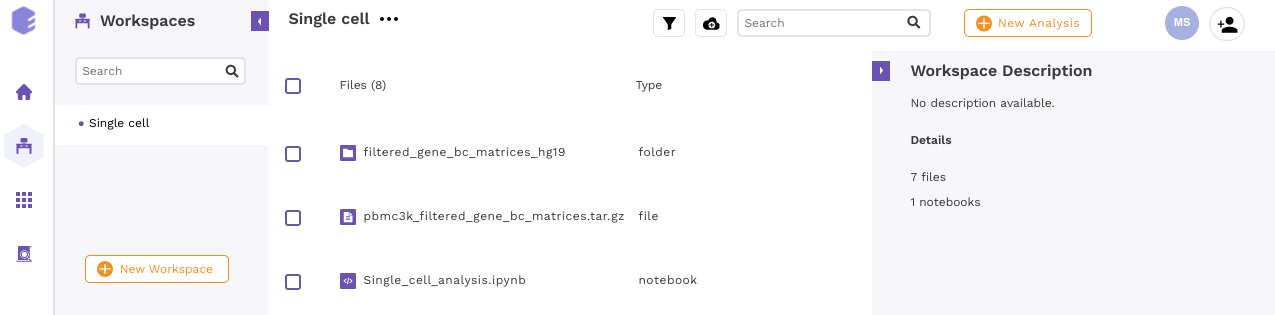 Workspaces
Search
Single cell
New Workspace
Single cell •••
Search
New Analysis
MS
Files (8) Type
filtered_gene_bc_matrices_hg19 folder
pbmc3k_filtered_gene_bc_matrices.tar.gz file
Single_cell_analysis.ipynb notebook
Workspace Description
No description available.
Details
7 files
1 notebooks